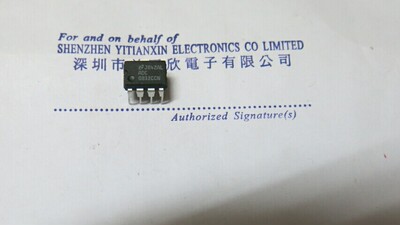 For and on behalf of
SHENZHEN YITIANXIN ELECTRONICS CO LIMITED
深圳市 欣電子有限公司
ADC
Authorized Signature(s)